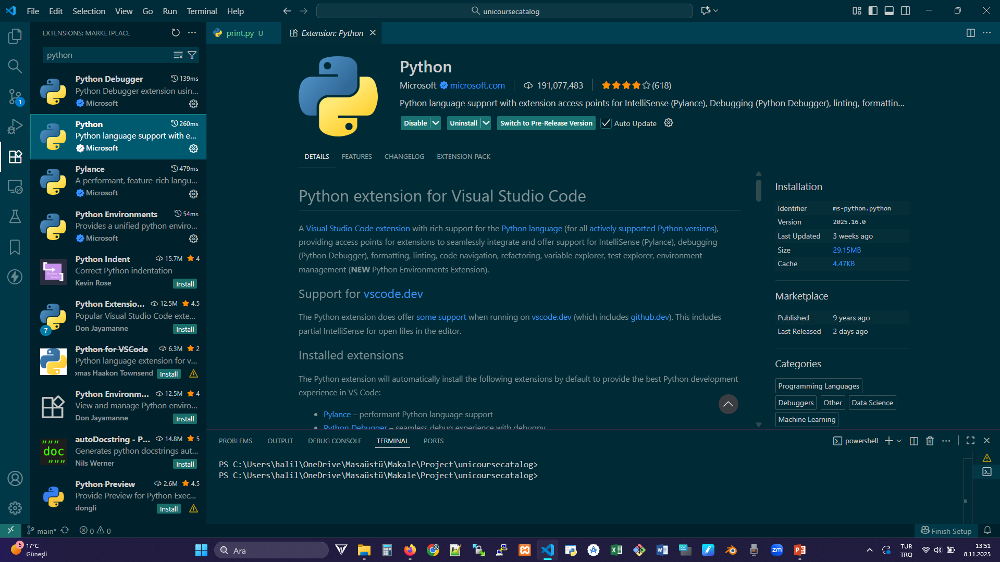 File Edit Selection View Go Run Terminal Help
unicoursecatalog
EXTENSIONS: MARKETPLACE
python
Python Debugger 139ms
Python Debugger extension usin...
Microsoft
Python 260ms
Python language support with e...
Microsoft
Pylance 479ms
A performant, feature-rich langu...
Microsoft
Python Environments 54ms
Provides a unified python enviro...
Microsoft
Python Indent 15.7M 4
Correct Python indentation
Kevin Rose Install
Python Extensio... 12.5M 4.5
Popular Visual Studio Code exte...
7
Don Jayamanne Install
Python for VSCode 6.3M 2
Python language extension for v...
omas Haakon Townsend Install
Python Environm... 12.5M 4
View and manage Python enviro...
Don Jayamanne Install
autoDocstring - P... 14.8M 5
Generates python docstrings aut...
Nils Werner Install
""" doc """
Python Preview 2.6M 4.5
Provide Preview for Python Exec...
dongli Install
1
print.py U
Extension: Python
Python
Microsoft microsoft.com 191,077,483 (618)
Python language support with extension access points for IntelliSense (Pylance), Debugging (Python Debugger), linting, formattin...
Disable Uninstall Switch to Pre-Release Version Auto Update
DETAILS FEATURES CHANGELOG EXTENSION PACK
Python extension for Visual Studio Code
A Visual Studio Code extension with rich support for the Python language (for all actively supported Python versions),
providing access points for extensions to seamlessly integrate and offer support for IntelliSense (Pylance), debugging
(Python Debugger), formatting, linting, code navigation, refactoring, variable explorer, test explorer, environment
management (NEW Python Environments Extension).
Support for vscode.dev
The Python extension does offer some support when running on vscode.dev (which includes github.dev). This includes
partial IntelliSense for open files in the editor.
Installed extensions
The Python extension will automatically install the following extensions by default to provide the best Python development
experience in VS Code:
• Pylance – performant Python language support
• Python Debugger – seamless debug experience with debugpy
Installation
Identifier ms-python.python
Version 2025.16.0
Last Updated 3 weeks ago
Size 29.15MB
Cache 4.47KB
Marketplace
Published 9 years ago
Last Released 2 days ago
Categories
Programming Languages
Debuggers Other Data Science
Machine Learning
PROBLEMS OUTPUT DEBUG CONSOLE TERMINAL PORTS
powershell
PS C:\Users\halil\OneDrive\Masaüstü\Makale\Project\unicoursecatalog>
PS C:\Users\halil\OneDrive\Masaüstü\Makale\Project\unicoursecatalog>
main* 0 0
Finish Setup
5
17°C
Güneşli
Ara
zm
TUR
TRQ
13:51
8.11.2025